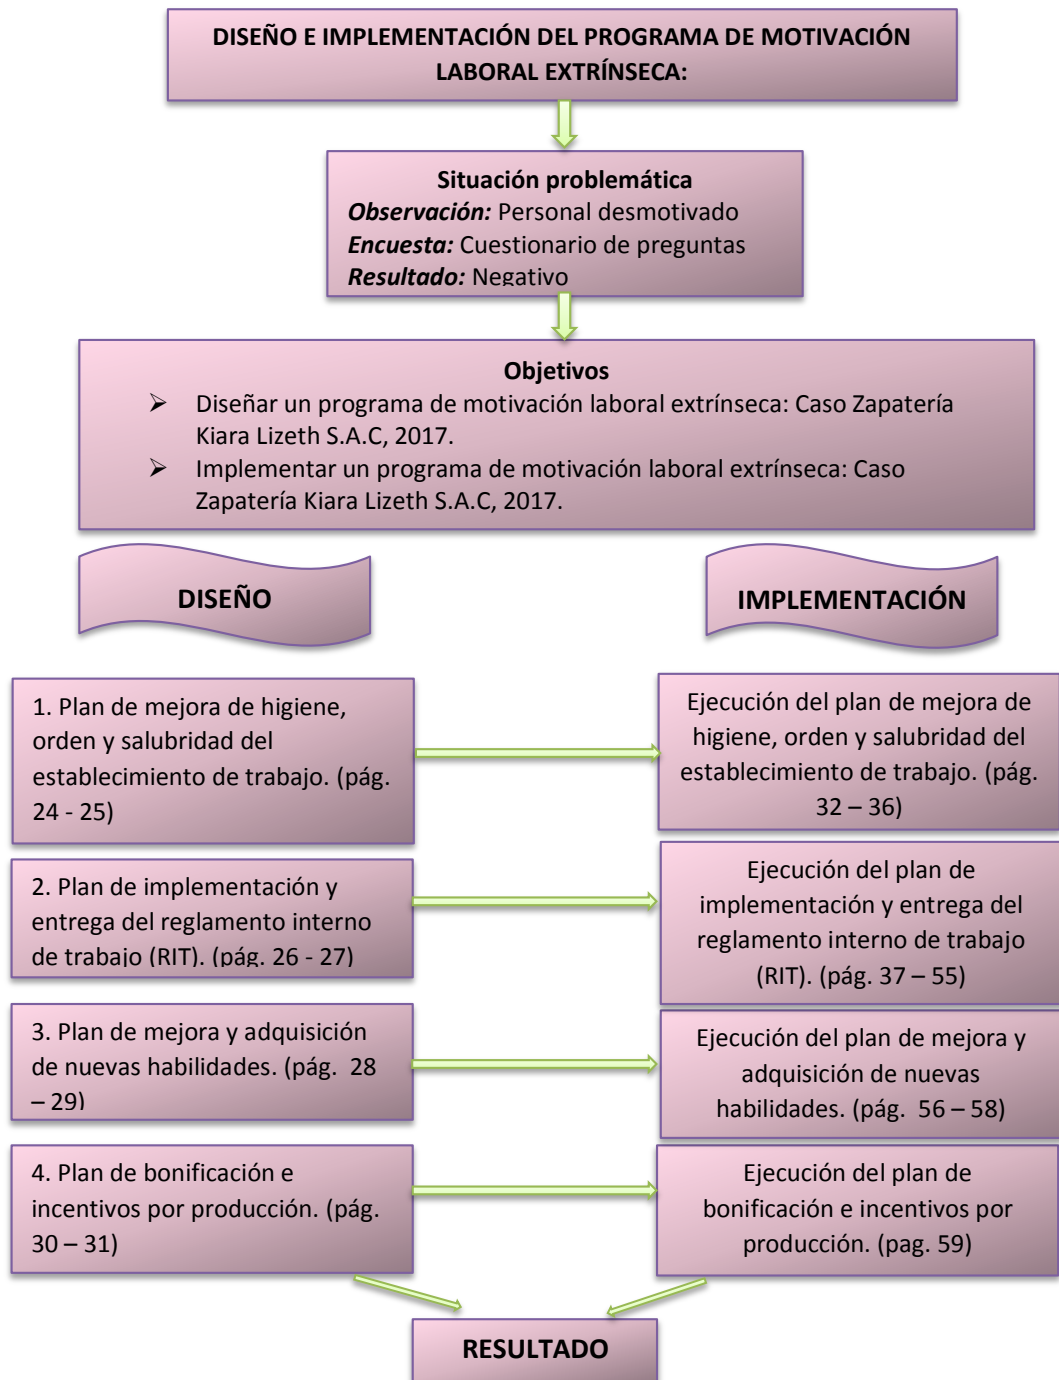 DISEÑO E IMPLEMENTACIÓN DEL PROGRAMA DE MOTIVACIÓN
LABORAL EXTRÍNSECA:
Situación problemática
Observación: Personal desmotivado
Encuesta: Cuestionario de preguntas
Resultado: Negativo
Objetivos
➢ Diseñar un programa de motivación laboral extrínseca: Caso Zapatería
Kiara Lizeth S.A.C, 2017.
➢ Implementar un programa de motivación laboral extrínseca: Caso
Zapatería Kiara Lizeth S.A.C, 2017.
DISEÑO
IMPLEMENTACIÓN
1. Plan de mejora de higiene,
orden y salubridad del
establecimiento de trabajo. (pág.
24 - 25)
Ejecución del plan de mejora de
higiene, orden y salubridad del
establecimiento de trabajo. (pág.
32 – 36)
2. Plan de implementación y
entrega del reglamento interno
de trabajo (RIT). (pág. 26 - 27)
Ejecución del plan de
implementación y entrega del
reglamento interno de trabajo
(RIT). (pág. 37 – 55)
3. Plan de mejora y adquisición
de nuevas habilidades. (pág.  28
– 29)
Ejecución del plan de mejora y
adquisición de nuevas
habilidades. (pág.  56 – 58)
4. Plan de bonificación e
incentivos por producción. (pág.
30 – 31)
Ejecución del plan de
bonificación e incentivos por
producción. (pag. 59)
RESULTADO